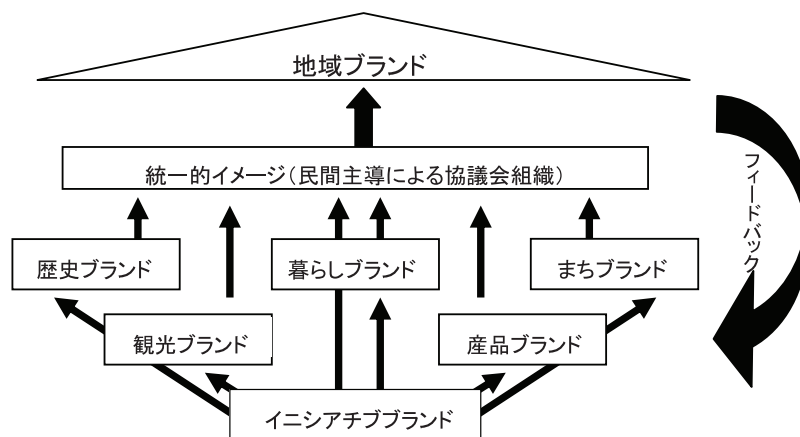 地域ブランド
統一的イメージ（民間主導による協議会組織）
フィードバック
歴史ブランド
暮らしブランド
まちブランド
観光ブランド
産品ブランド
イニシアチブブランド